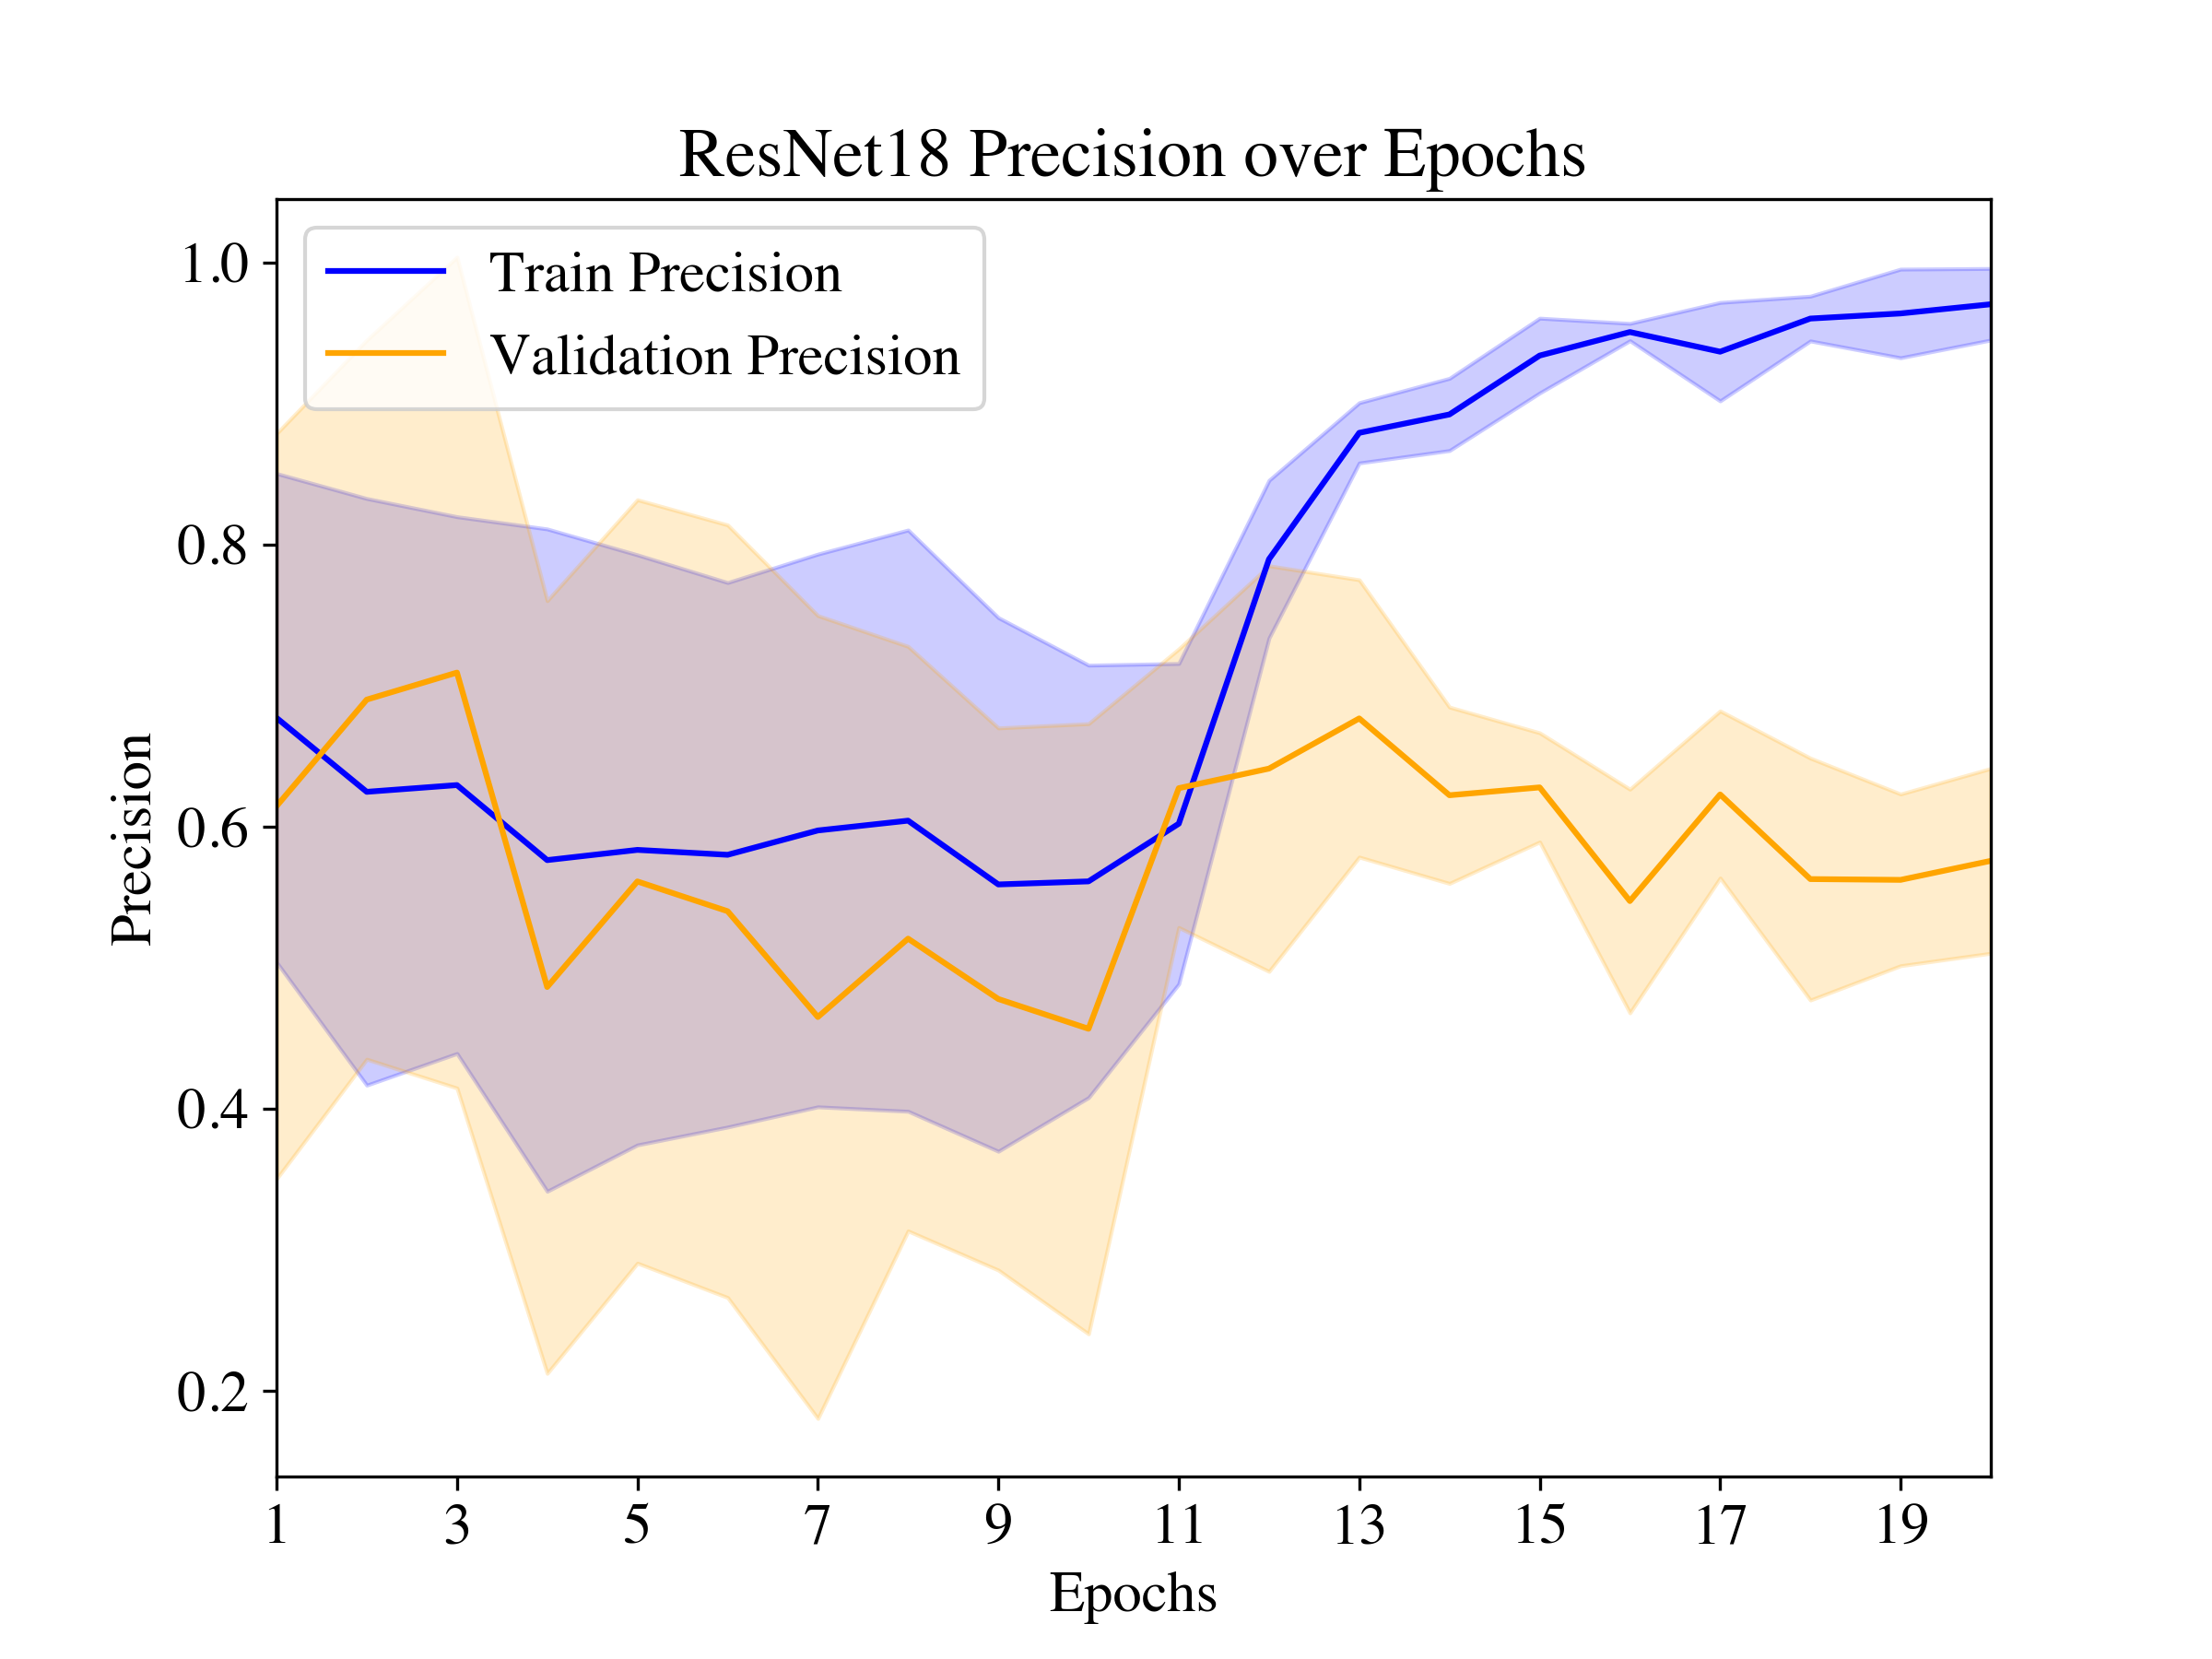 ResNet18 Precision over Epochs
Train Precision
Validation Precision
1.0
0.8
0.6
0.4
0.2
Precision
1 3 5 7 9 11 13 15 17 19
Epochs